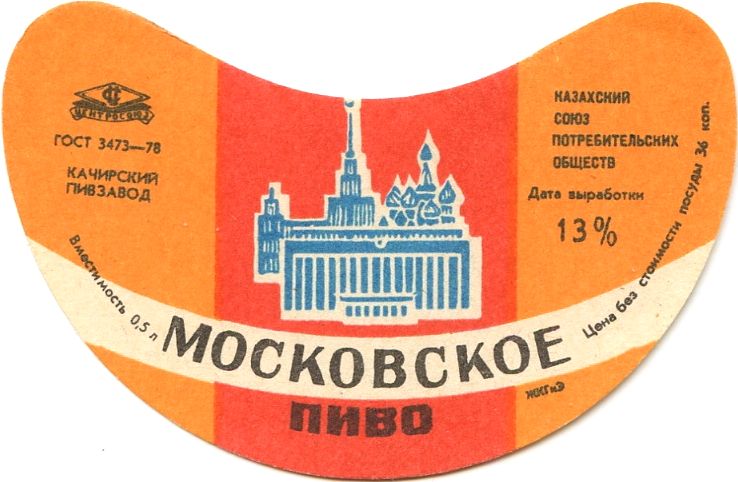 ЦЕНТРОСОЮЗ
ГОСТ 3473—78
КАЧИРСКИЙ
ПИВЗАВОД
Вместимость 0,5 л
КАЗАХСКИЙ
СОЮЗ
ПОТРЕБИТЕЛЬСКИХ
ОБЩЕСТВ
Дата выработки
13%
Цена без стоимости посуды 36 коп.
МОСКОВСКОЕ
ПИВО
ЖКГиЭ